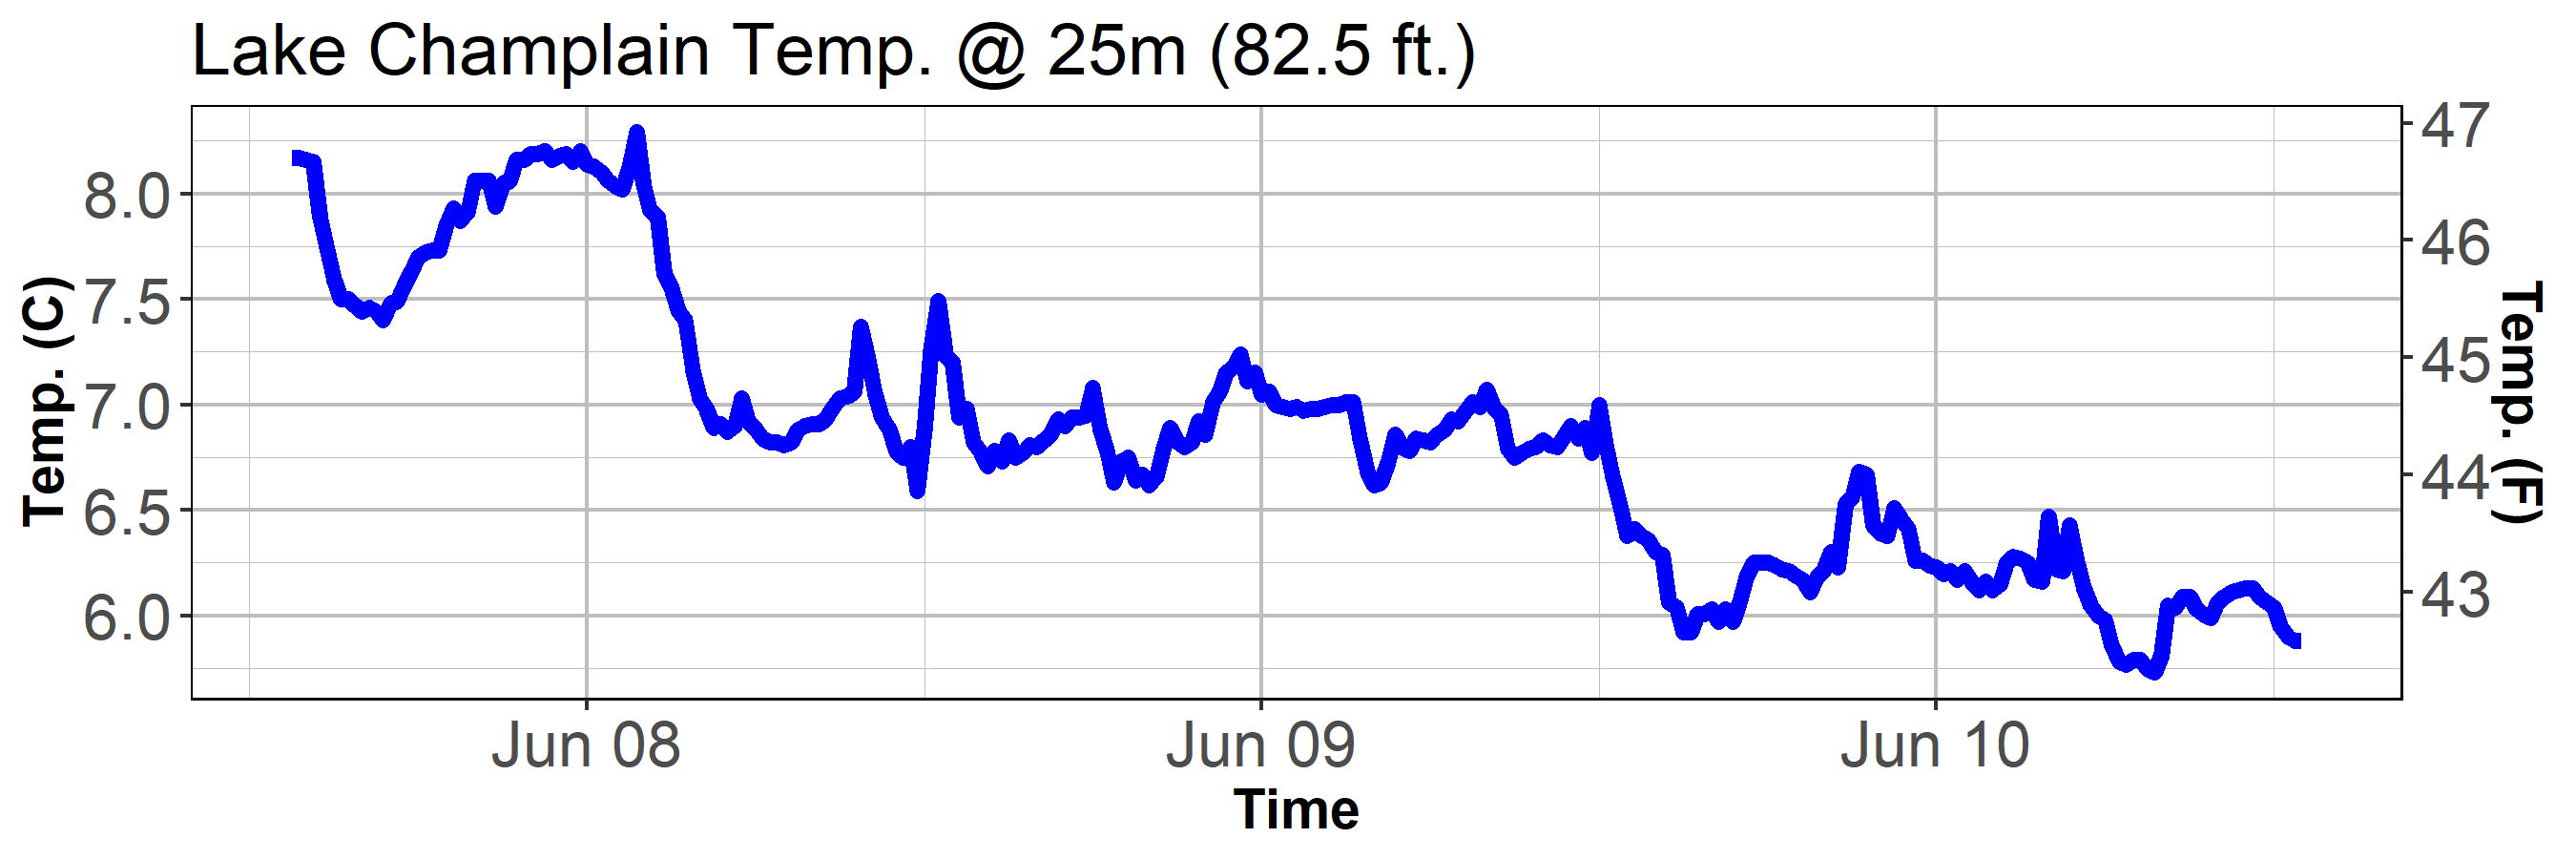 Lake Champlain Temp. @ 25m (82.5 ft.)
Temp. (C)
8.0
7.5
7.0
6.5
6.0
47
46
45
44
43
Temp. (F)
Jun 08 Jun 09 Jun 10
Time